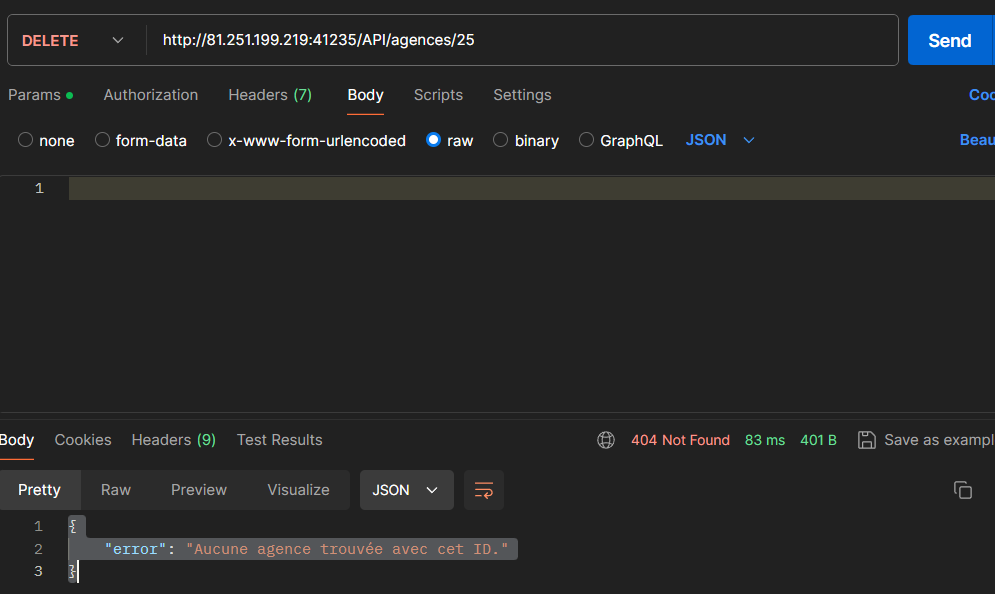 DELETE http://81.251.199.219:41235/API/agences/25 Send
Params Authorization Headers (7) Body Scripts Settings Coo
none form-data x-www-form-urlencoded raw binary GraphQL JSON Beau
1
Body Cookies Headers (9) Test Results 404 Not Found 83 ms 401 B Save as exampl
Pretty Raw Preview Visualize JSON
1 {
2 "error": "Aucune agence trouvée avec cet ID."
3 }